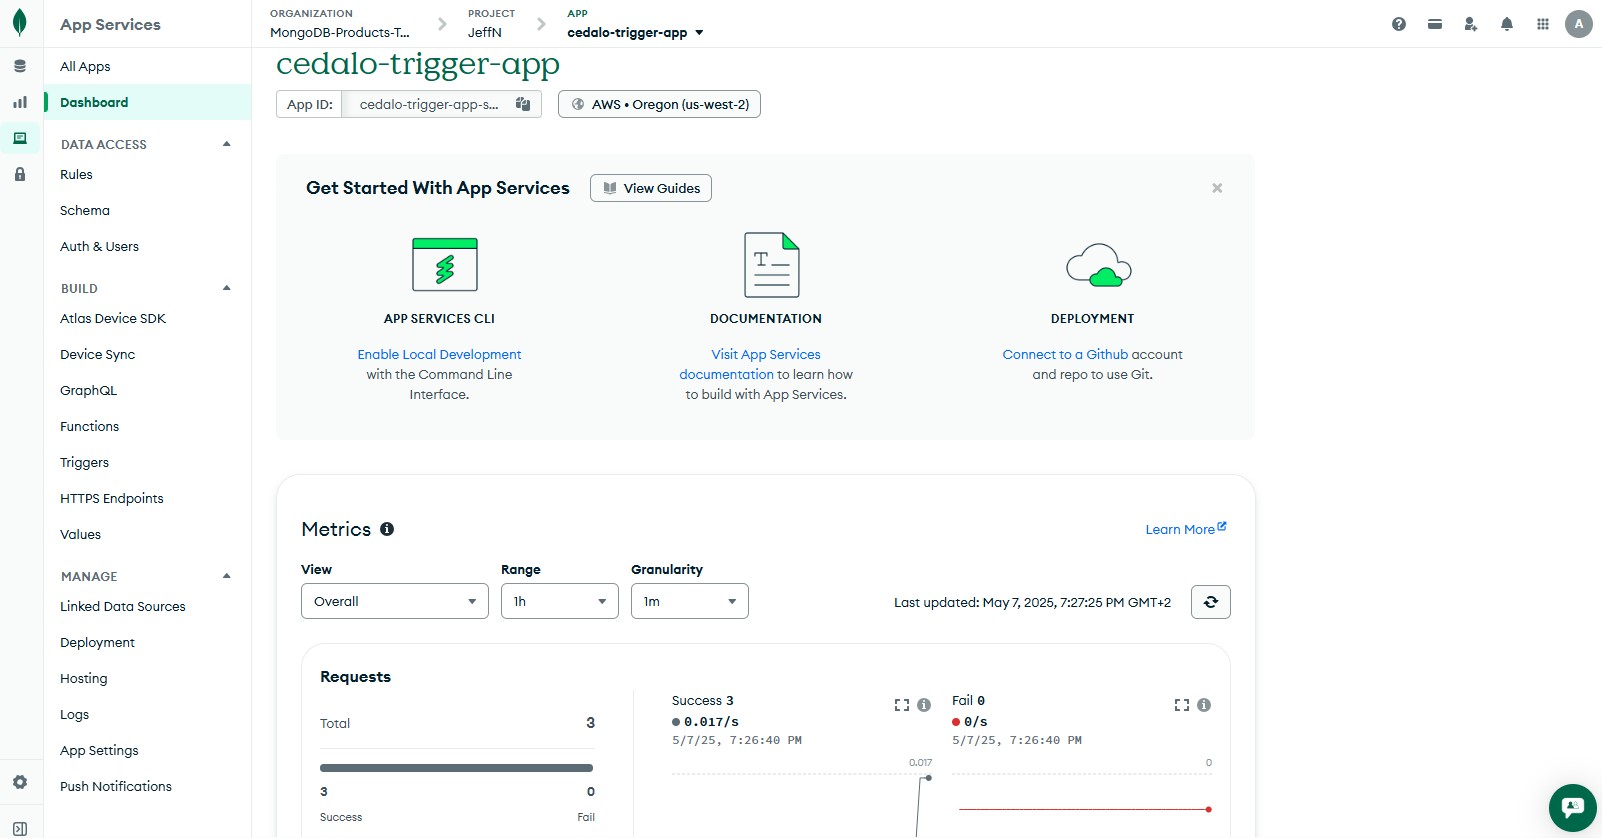 App Services
ORGANIZATION
MongoDB-Products-T...
PROJECT
JeffN
APP
cedalo-trigger-app
A
All Apps
Dashboard
DATA ACCESS
Rules
Schema
Auth & Users
BUILD
Atlas Device SDK
Device Sync
GraphQL
Functions
Triggers
HTTPS Endpoints
Values
MANAGE
Linked Data Sources
Deployment
Hosting
Logs
App Settings
Push Notifications
cedalo-trigger-app
App ID: cedalo-trigger-app-s...
AWS • Oregon (us-west-2)
Get Started With App Services
View Guides
APP SERVICES CLI
Enable Local Development
with the Command Line
Interface.
T
DOCUMENTATION
Visit App Services
documentation to learn how
to build with App Services.
DEPLOYMENT
Connect to a Github account
and repo to use Git.
Metrics
Learn More
View
Overall
Range
1h
Granularity
1m
Last updated: May 7, 2025, 7:27:25 PM GMT+2
Requests
Total 3
3 0
Success Fail
Success 3
0.017/s
5/7/25, 7:26:40 PM
0.017
Fail 0
0/s
5/7/25, 7:26:40 PM
0